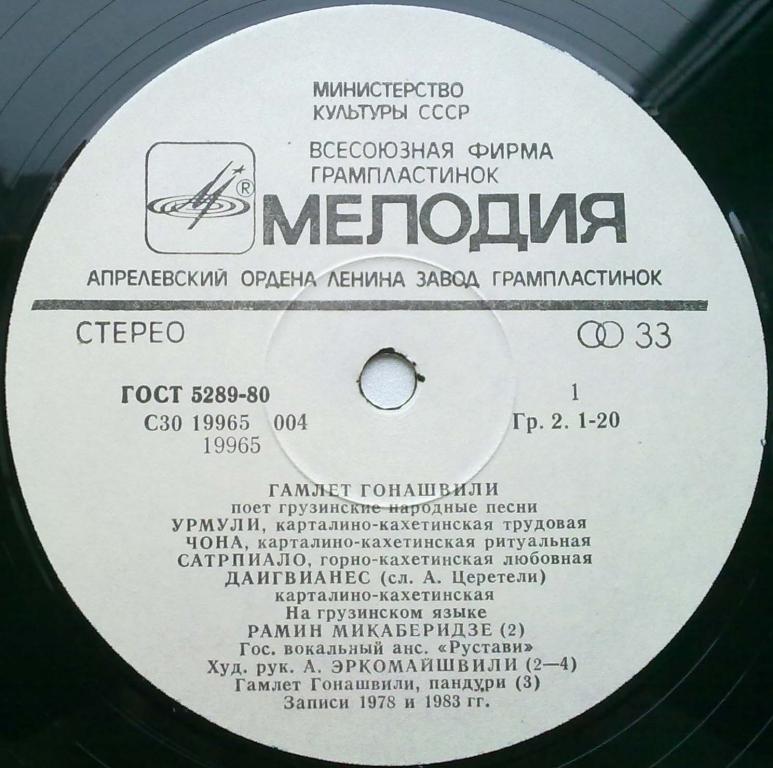 МИНИСТЕРСТВО
КУЛЬТУРЫ СССР
ВСЕСОЮЗНАЯ ФИРМА
ГРАМПЛАСТИНОК
® МЕЛОДИЯ
АПРЕЛЕВСКИЙ ОРДЕНА ЛЕНИНА ЗАВОД ГРАМПЛАСТИНОК
СТЕРЕО 33
ГОСТ 5289-80 1
С30 19965 004 Гр. 2. 1-20
19965
ГАМЛЕТ ГОНАШВИЛИ
поет грузинские народные песни
УРМУЛИ, карталино-кахетинская трудовая
ЧОНА, карталино-кахетинская ритуальная
САТРПИАЛО, горно-кахетинская любовная
ДАИГВИАНЕС (сл. А. Церетели)
карталино-кахетинская
На грузинском языке
РАМИН МИКАБЕРИДЗЕ (2)
Гос. вокальный анс. «Рустави»
Худ. рук. А. ЭРКОМАЙШВИЛИ (2—4)
Гамлет Гонашвили, пандури (3)
Записи 1978 и 1983 гг.